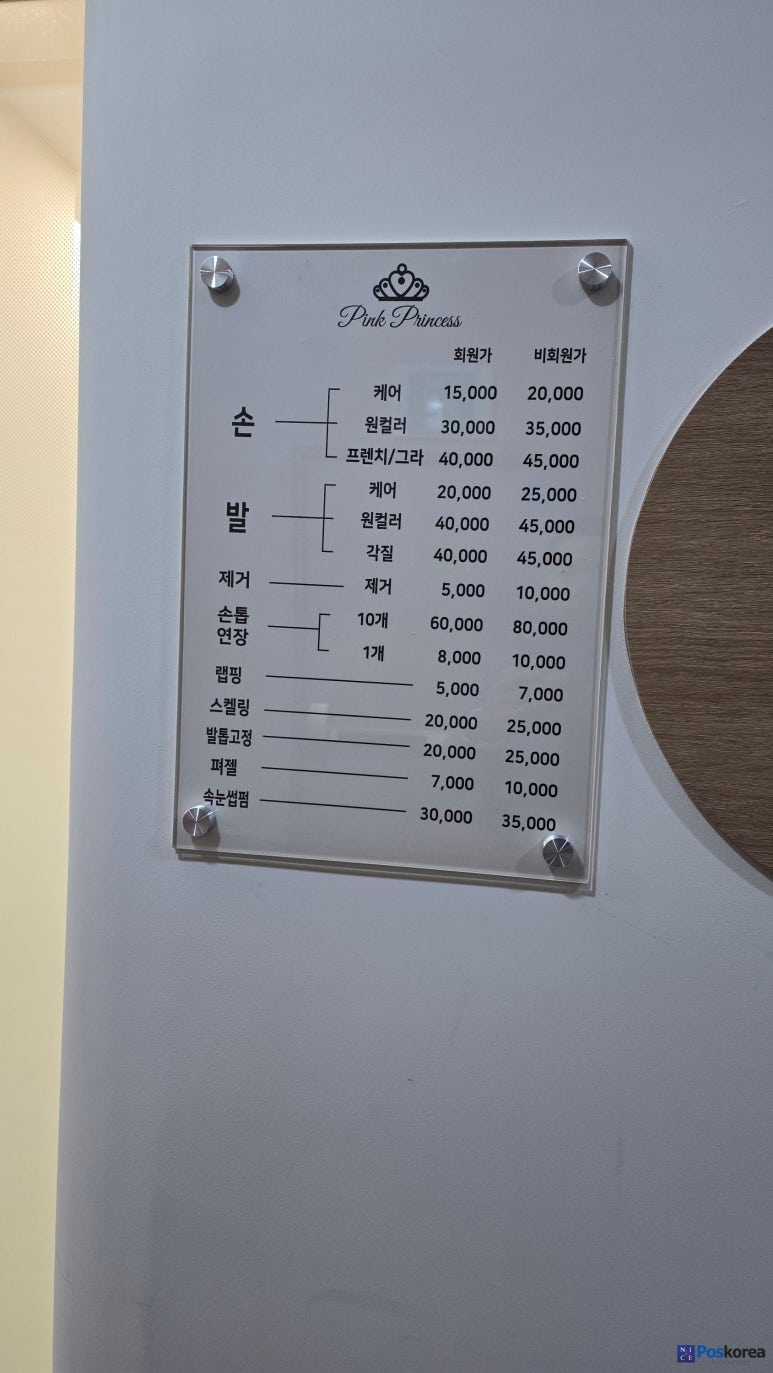 Pink Princess
회원가 비회원가
손 케어 15,000 20,000
원컬러 30,000 35,000
프렌치/그라 40,000 45,000
발 케어 20,000 25,000
원컬러 40,000 45,000
각질 40,000 45,000
제거 제거 5,000 10,000
손톱 연장 10개 60,000 80,000
1개 8,000 10,000
랩핑 5,000 7,000
스켈링 20,000 25,000
발톱고정 20,000 25,000
펴젤 7,000 10,000
속눈썹펌 30,000 35,000
NICE Poskorea